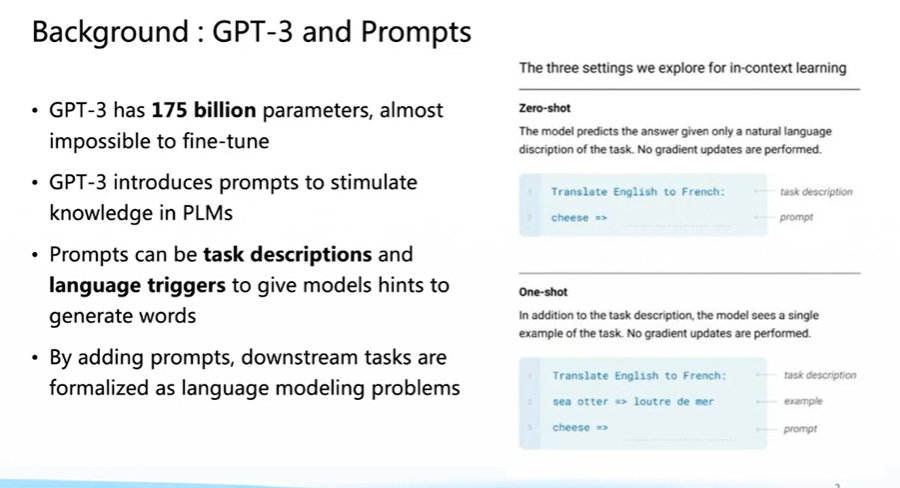 Background : GPT-3 and Prompts
• GPT-3 has 175 billion parameters, almost
impossible to fine-tune
• GPT-3 introduces prompts to stimulate
knowledge in PLMs
• Prompts can be task descriptions and
language triggers to give models hints to
generate words
• By adding prompts, downstream tasks are
formalized as language modeling problems
The three settings we explore for in-context learning
Zero-shot
The model predicts the answer given only a natural language
discription of the task. No gradient updates are performed.
1 Translate English to French: task description
2 cheese => prompt
One-shot
In addition to the task description, the model sees a single
example of the task. No gradient updates are performed.
1 Translate English to French: task description
2 sea otter => loutre de mer example
3 cheese => prompt